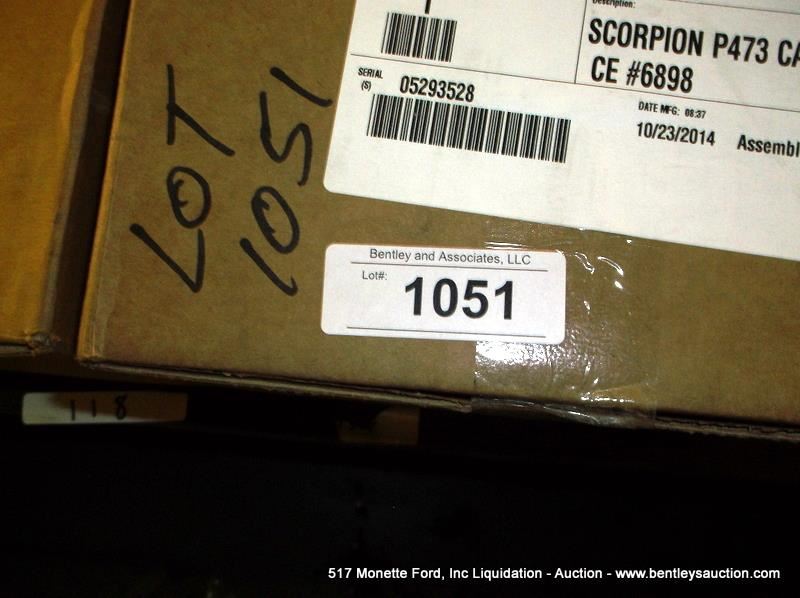 Description:
SCORPION P473 CA
CE #6898
SERIAL
(S)
05293528
DATE MFG: 08:37
10/23/2014 Assembl
LOT
1051
Bentley and Associates, LLC
Lot#:
1051
118
517 Monette Ford, Inc Liquidation - Auction - www.bentleysauction.com